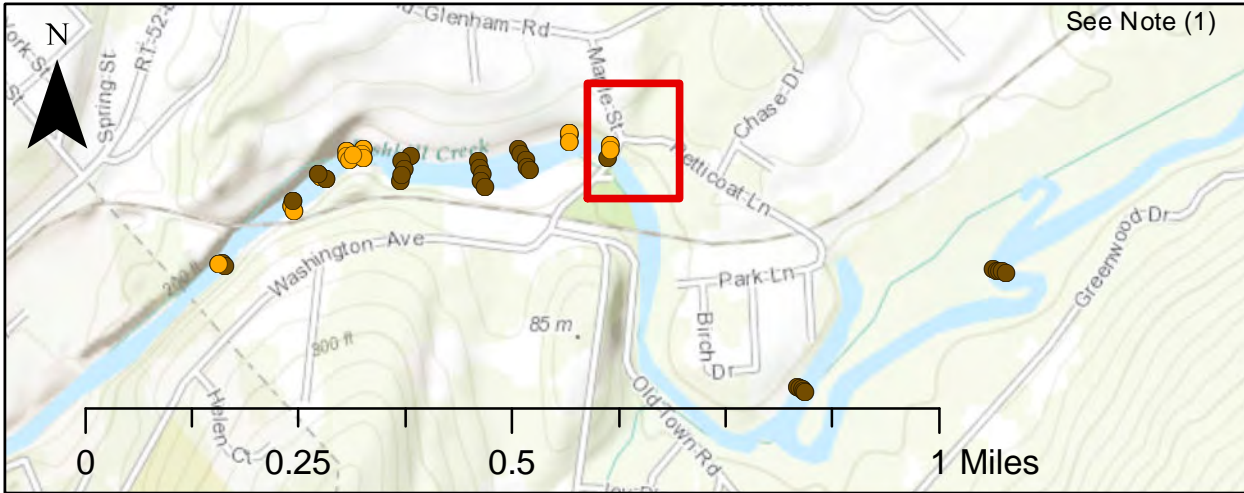 See Note (1)
N
Glenham-Rd
York-St
St
Spring-St
RT-52
Maple-St
Chase-Dr
Fishkill Creek
Petticoat-Ln
Washington-Ave
Greenwood-Dr
Park-Ln
200 ft
85 m
300 ft
Birch
Dr
Old-Town-Rd
Helen-Ct
0
0.25
0.5
1 Miles